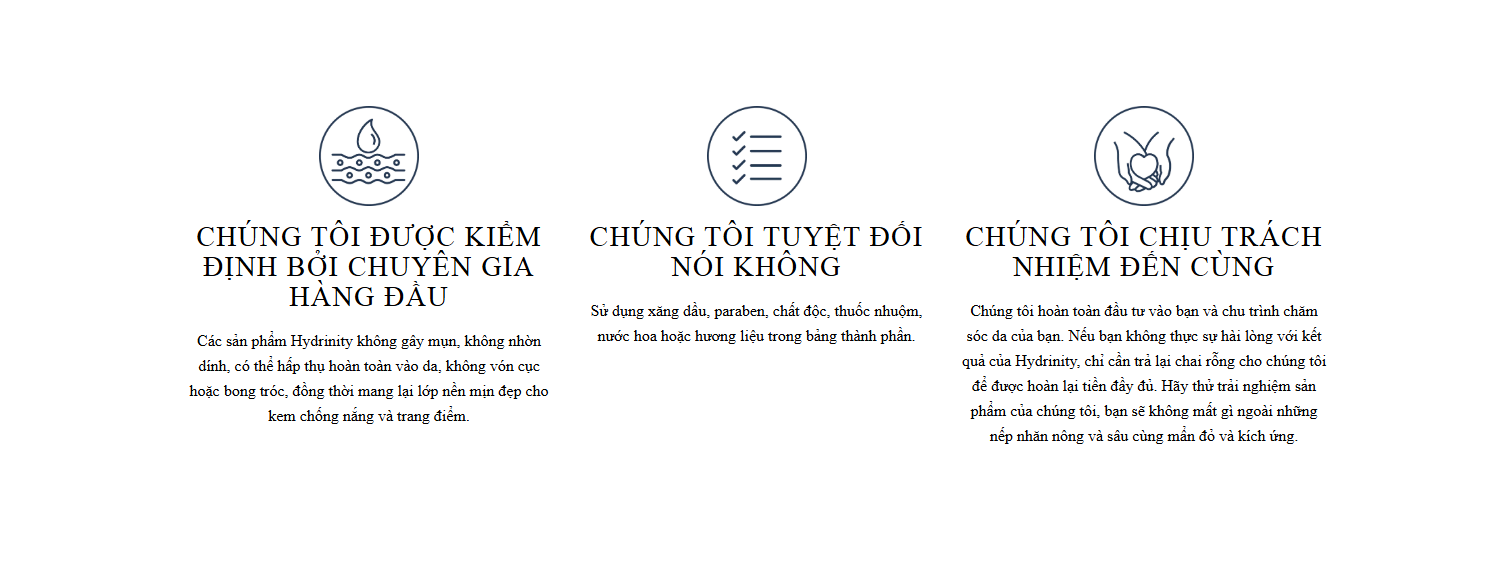 CHÚNG TÔI ĐƯỢC KIỂM
ĐỊNH BỞI CHUYÊN GIA
HÀNG ĐẦU
Các sản phẩm Hydrinity không gây mụn, không nhờn
dính, có thể hấp thụ hoàn toàn vào da, không vón cục
hoặc bong tróc, đồng thời mang lại lớp nền mịn đẹp cho
kem chống nắng và trang điểm.
CHÚNG TÔI TUYỆT ĐỐI
NÓI KHÔNG
Sử dụng xăng dầu, paraben, chất độc, thuốc nhuộm,
nước hoa hoặc hương liệu trong bảng thành phần.
CHÚNG TÔI CHỊU TRÁCH
NHIỆM ĐẾN CÙNG
Chúng tôi hoàn toàn đầu tư vào bạn và chu trình chăm
sóc da của bạn. Nếu bạn không thực sự hài lòng với kết
quả của Hydrinity, chỉ cần trả lại chai rỗng cho chúng tôi
để được hoàn lại tiền đầy đủ. Hãy thử trải nghiệm sản
phẩm của chúng tôi, bạn sẽ không mất gì ngoài những
nếp nhăn nông và sâu cùng mẩn đỏ và kích ứng.